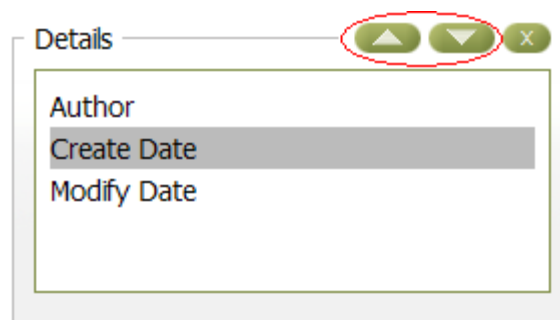 Details
X
Author
Create Date
Modify Date